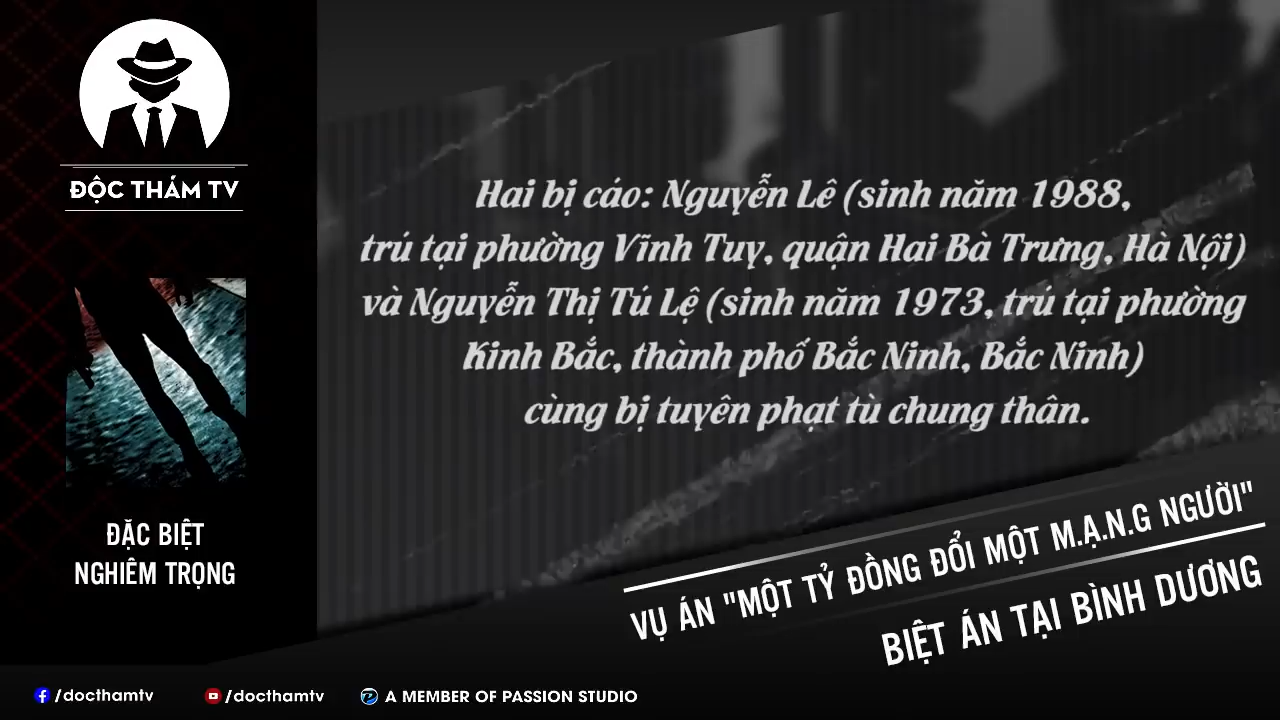 ĐỘC THÁM TV
ĐẶC BIỆT
NGHIÊM TRỌNG
Hai bị cáo: Nguyễn Lê (sinh năm 1988,
trú tại phường Vĩnh Tuy, quận Hai Bà Trưng, Hà Nội)
và Nguyễn Thị Tú Lệ (sinh năm 1973, trú tại phường
Kinh Bắc, thành phố Bắc Ninh, Bắc Ninh)
cùng bị tuyên phạt tù chung thân.
VỤ ÁN "MỘT TỶ ĐỒNG ĐỔI MỘT M.Ạ.N.G NGƯỜI"
BIỆT ÁN TẠI BÌNH DƯƠNG
/docthamtv /docthamtv A MEMBER OF PASSION STUDIO